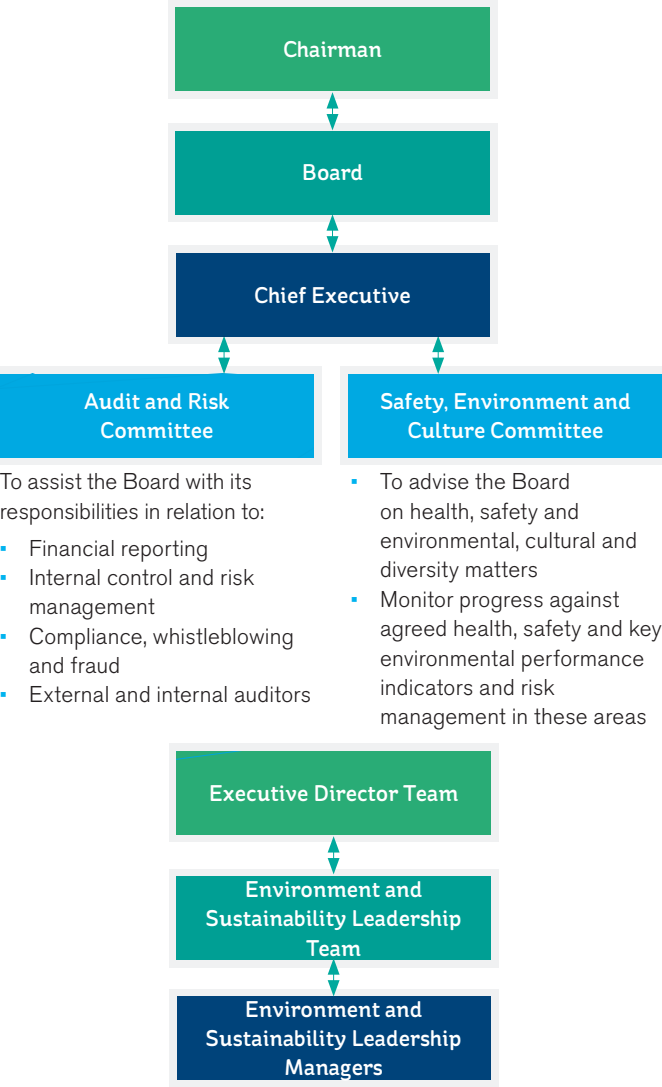 Chairman
Board
Chief Executive
Audit and Risk
Committee
To assist the Board with its
responsibilities in relation to:
▪ Financial reporting
▪ Internal control and risk
management
▪ Compliance, whistleblowing
and fraud
▪ External and internal auditors
Safety, Environment and
Culture Committee
▪ To advise the Board
on health, safety and
environmental, cultural and
diversity matters
▪ Monitor progress against
agreed health, safety and key
environmental performance
indicators and risk
management in these areas
Executive Director Team
Environment and
Sustainability Leadership
Team
Environment and
Sustainability Leadership
Managers